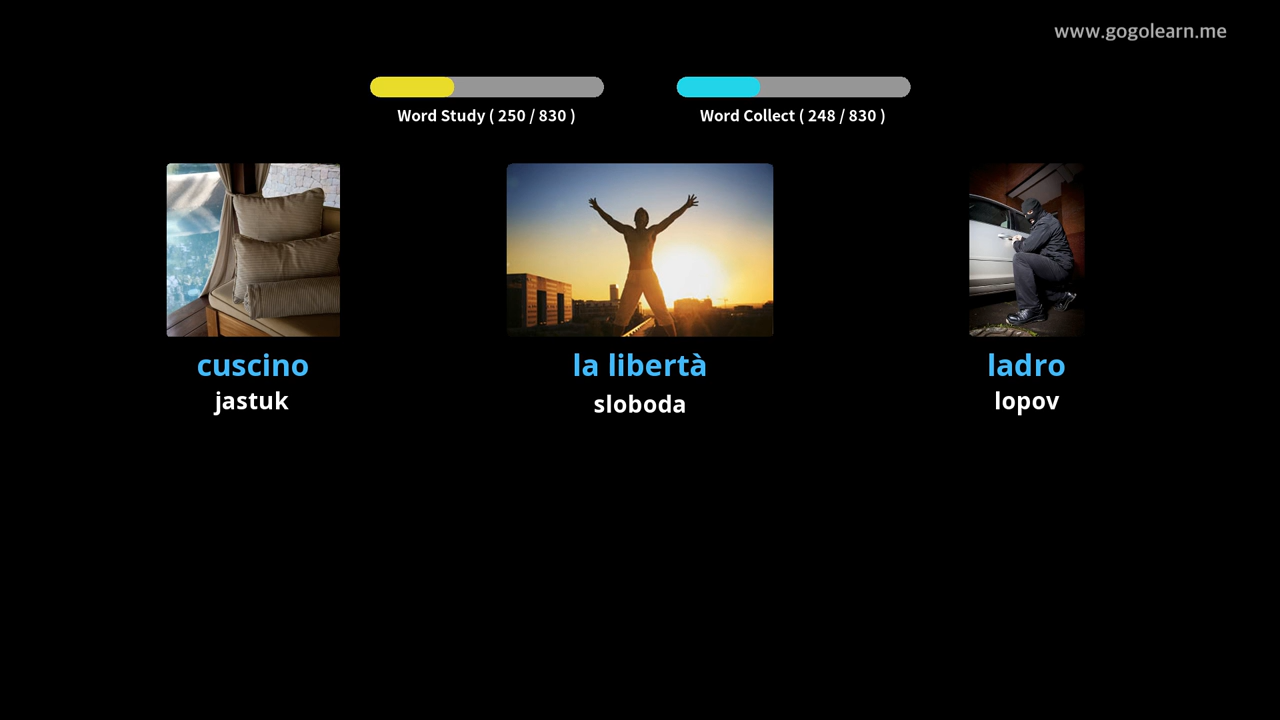 www.gogolearn.me
Word Study ( 250 / 830 )
Word Collect ( 248 / 830 )
cuscino
jastuk
la libertà
sloboda
ladro
lopov